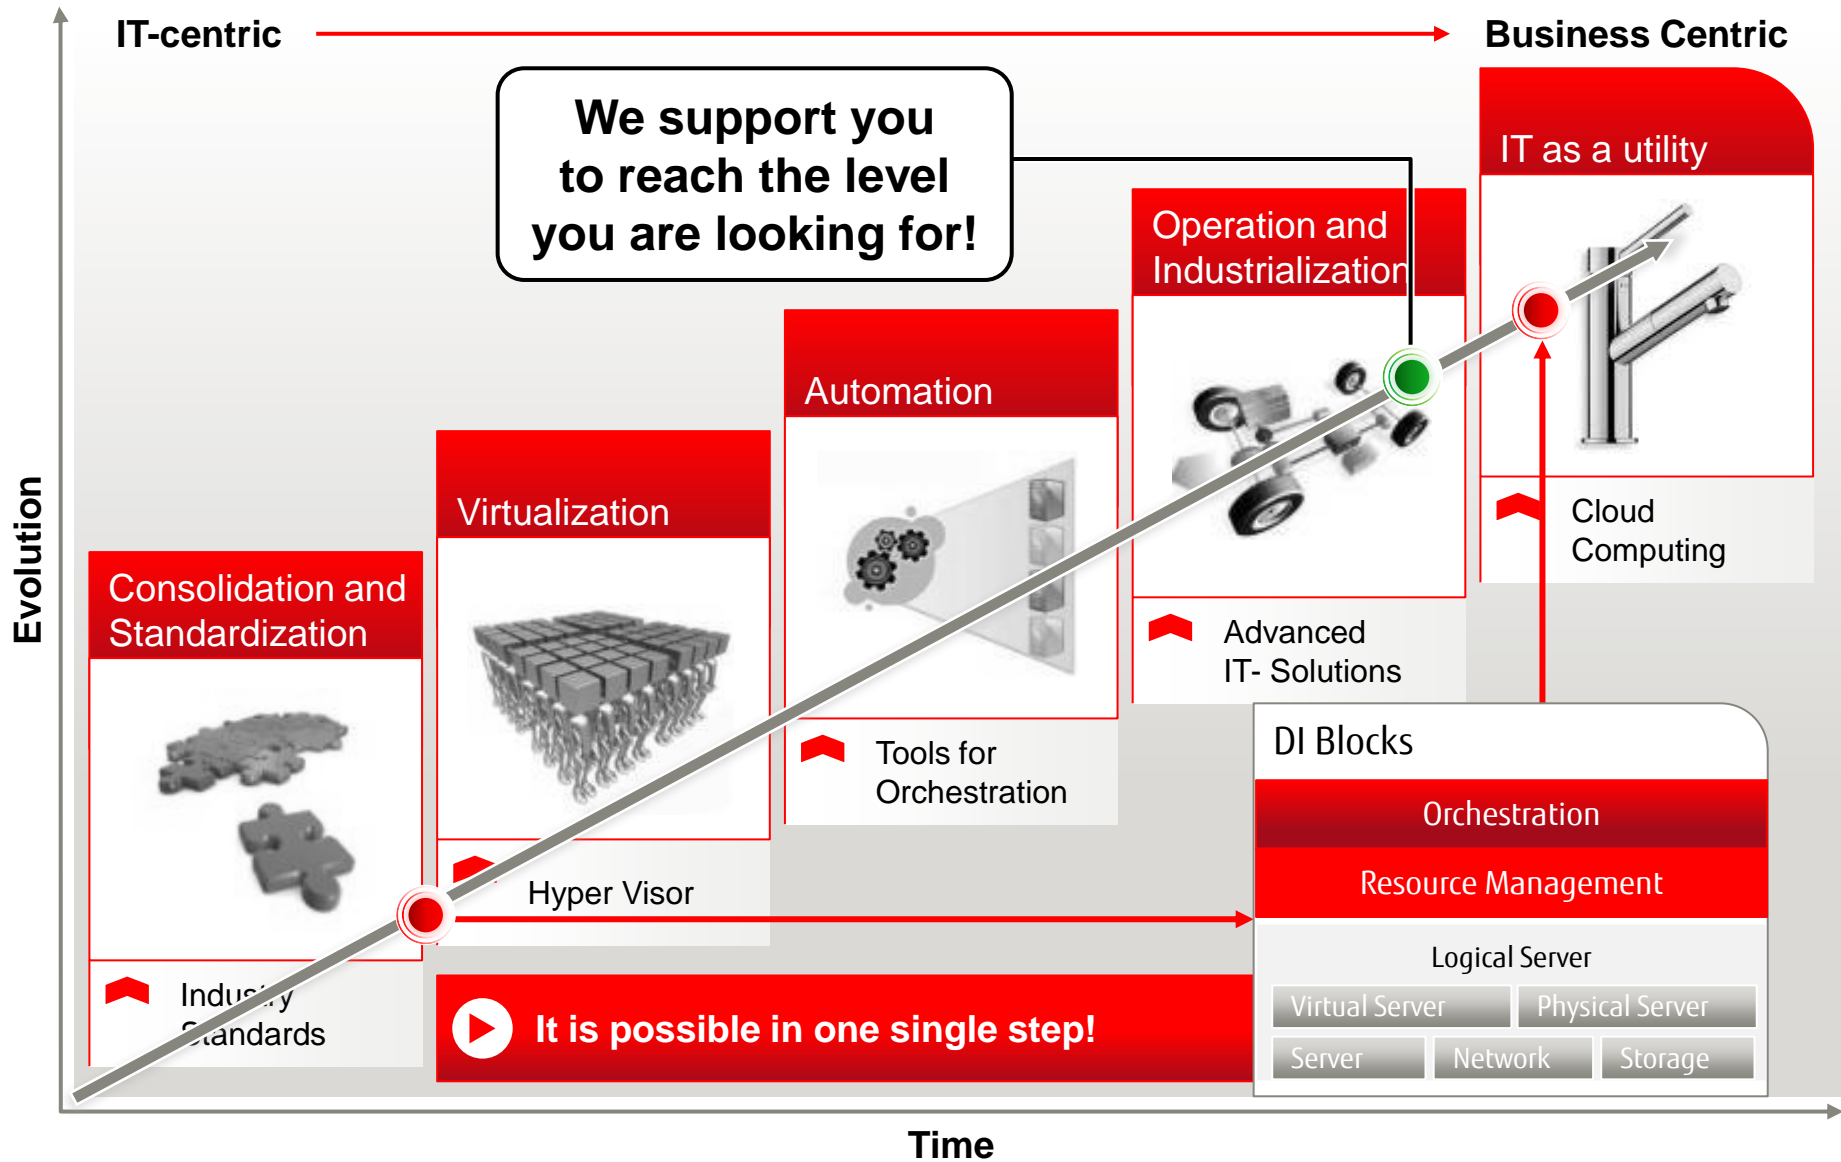 IT-centric
Business Centric
We support you
to reach the level
you are looking for!
IT as a utility
Operation and
Industrialization
Automation
Virtualization
Consolidation and
Standardization
Cloud
Computing
Advanced
IT- Solutions
Tools for
Orchestration
Hyper Visor
Industry
Standards
It is possible in one single step!
DI Blocks
Orchestration
Resource Management
Logical Server
Virtual Server
Physical Server
Server
Network
Storage
Evolution
Time